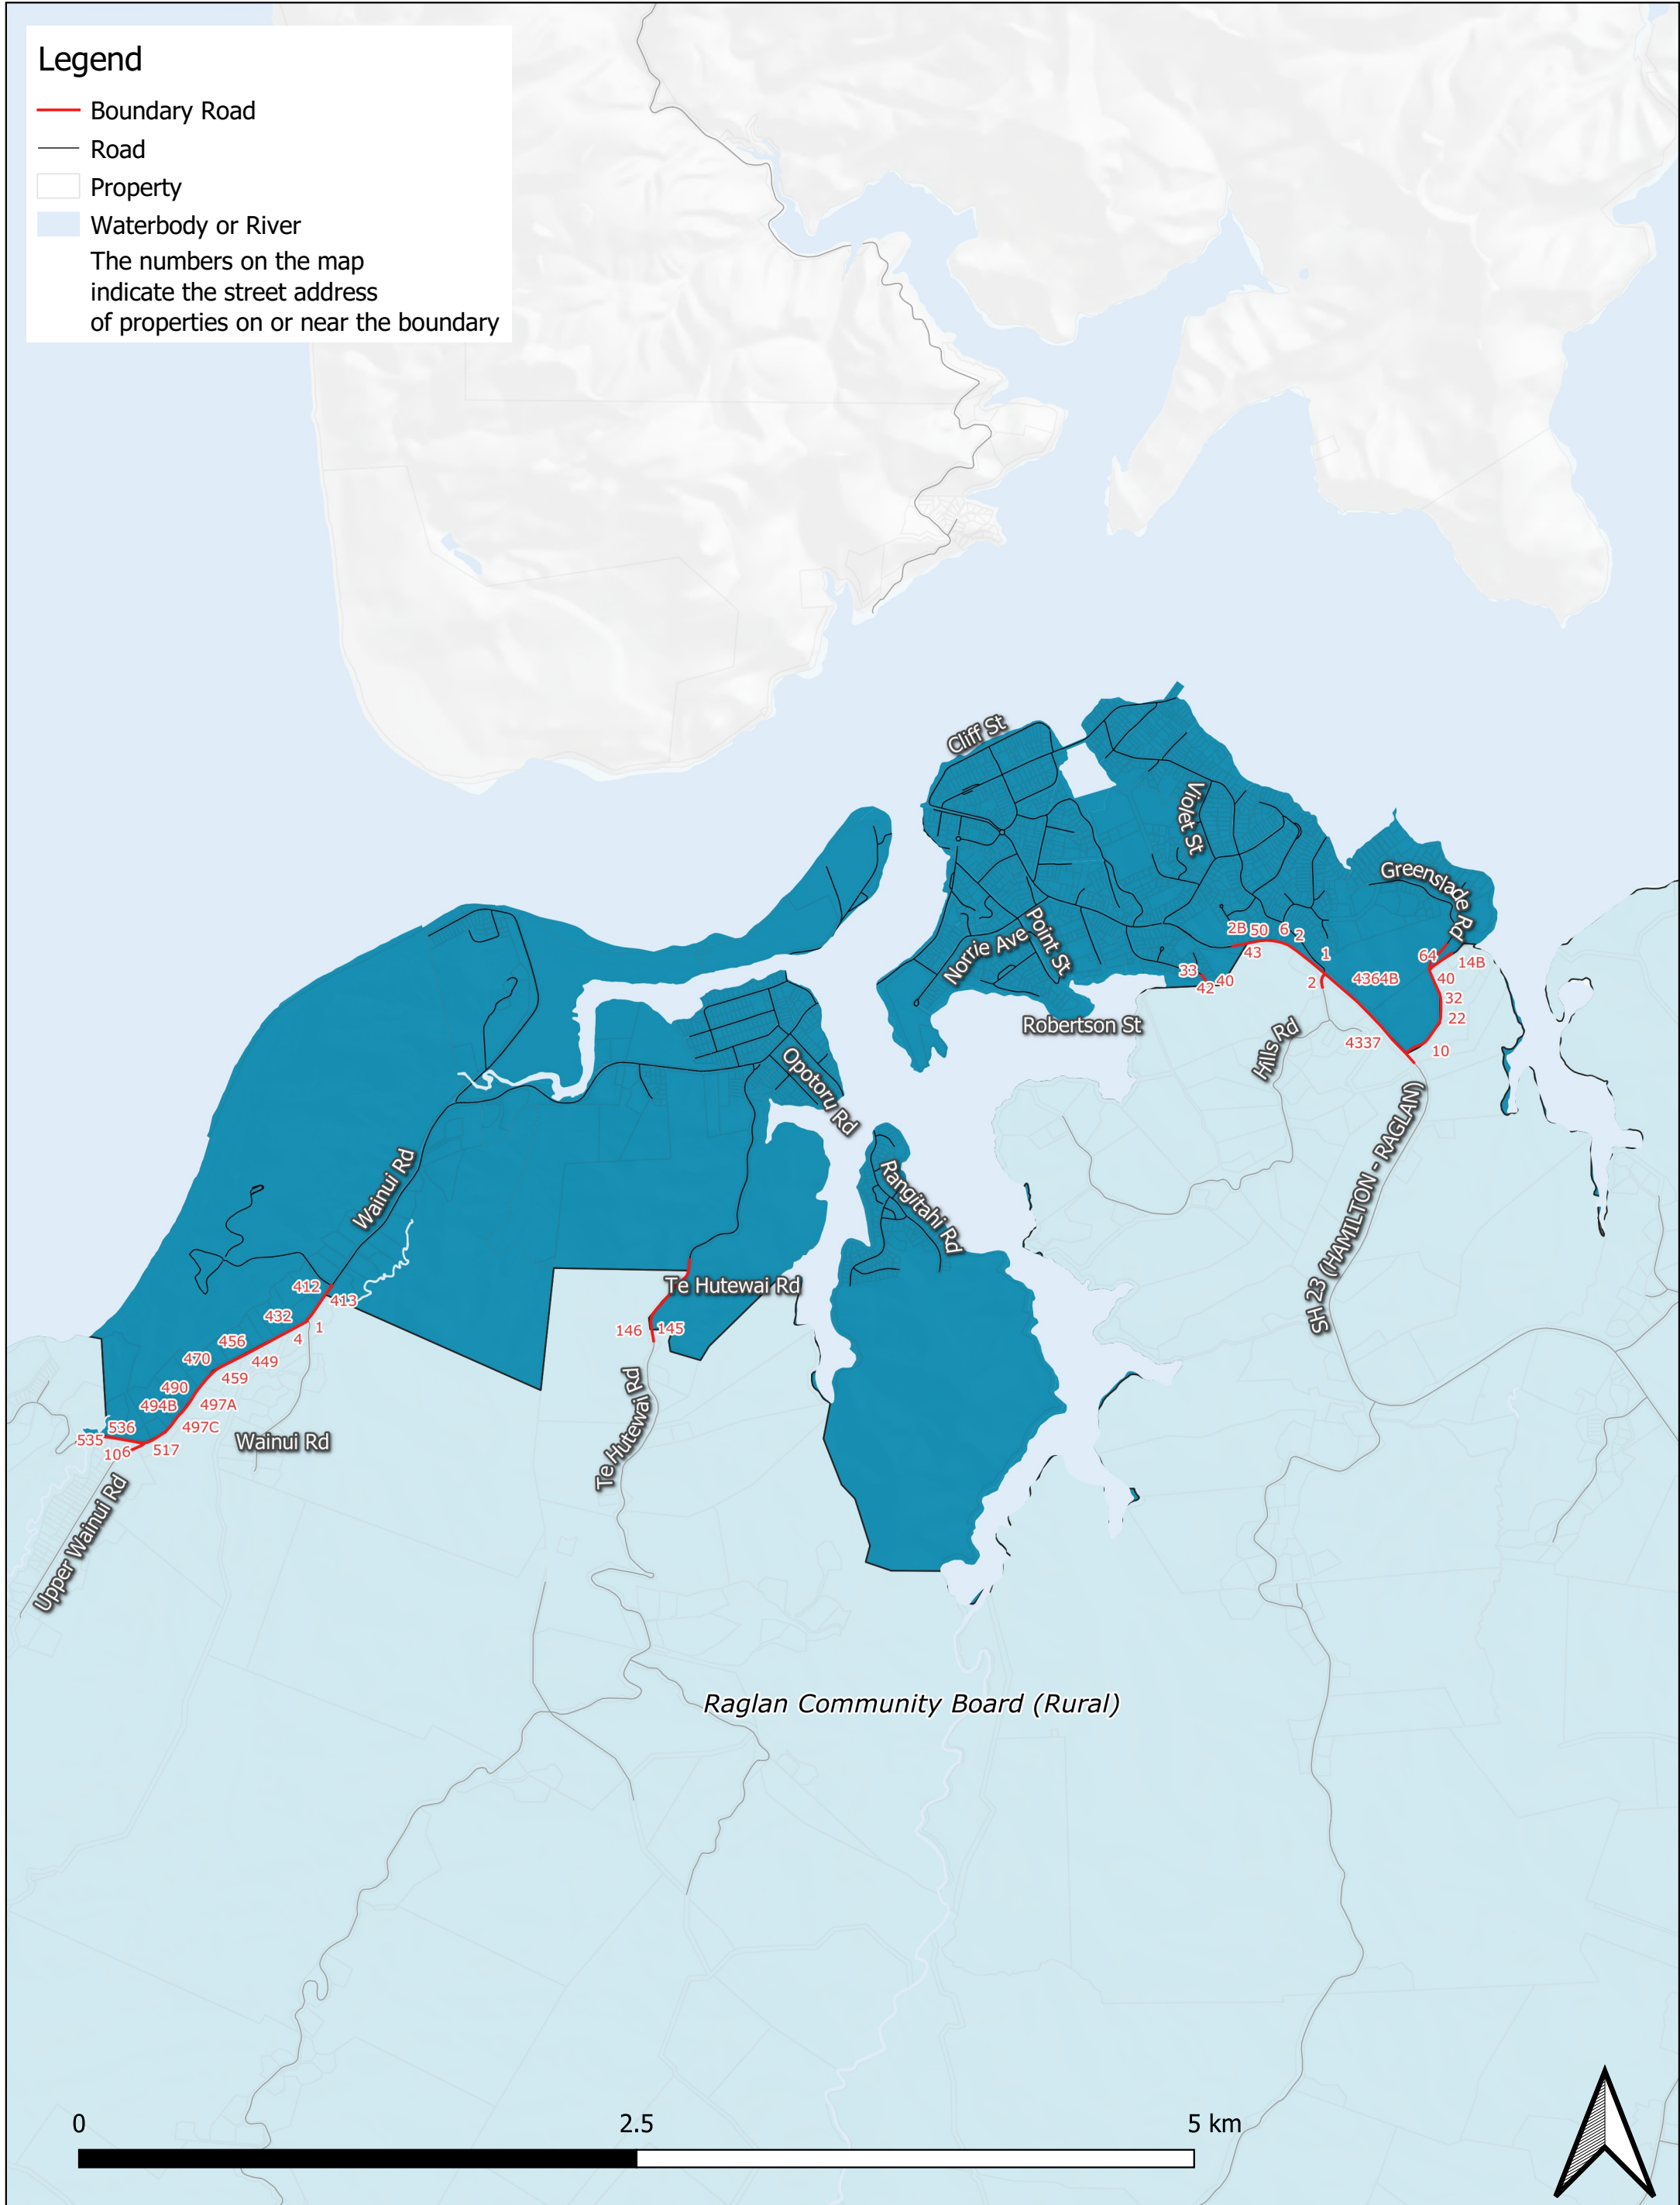 Legend
Boundary Road
Road
Property
Waterbody or River
The numbers on the map
indicate the street address
of properties on or near the boundary
Cliff St
Violet St
Greenslade Rd
Point St
Norrie Ave
2B
50
6
2
43
1
64
14B
33
42
40
2
4364B
40
32
22
10
4337
Robertson St
Hills Rd
Opotoru Rd
Rangitahi Rd
Wainui Rd
SH 23 (HAMILTON - RAGLAN)
Te Hutewai Rd
146
145
Te Hutewai Rd
412
413
432
1
4
456
449
470
459
490
494B
497A
497C
536
535
106
517
Wainui Rd
Upper Wainui Rd
Raglan Community Board (Rural)
0
2.5
5 km